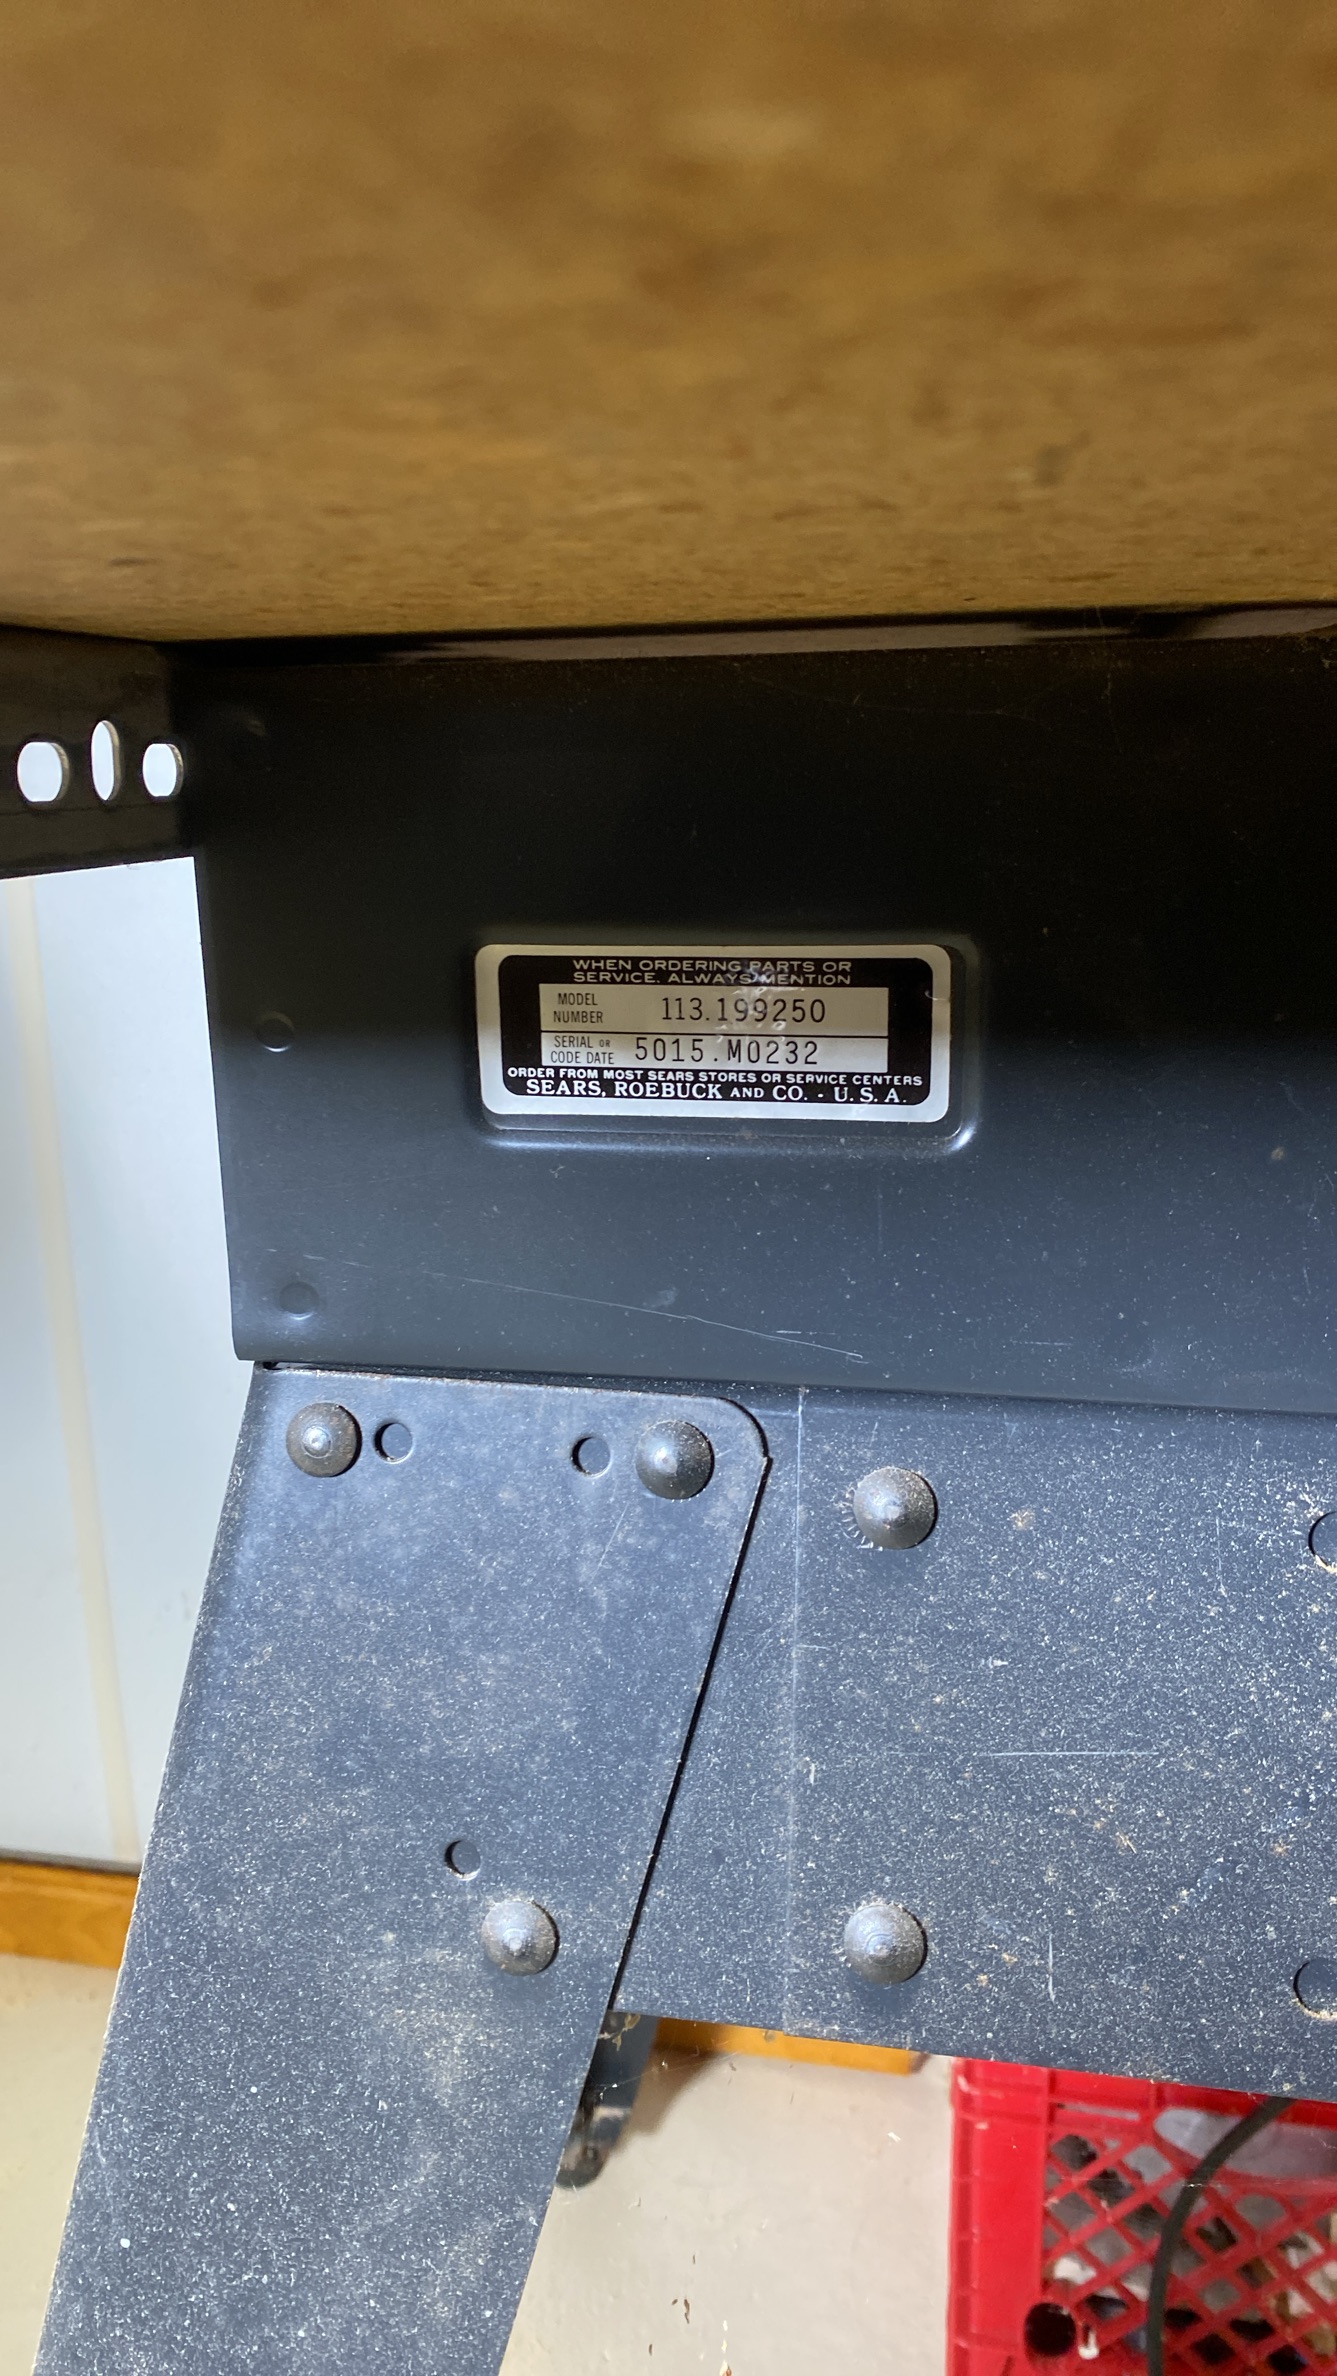 WHEN ORDERING PARTS OR
SERVICE, ALWAYS MENTION
MODEL
NUMBER 113.199250
SERIAL OR
CODE DATE 5015.M0232
ORDER FROM MOST SEARS STORES OR SERVICE CENTERS
SEARS, ROEBUCK AND CO. - U.S.A.